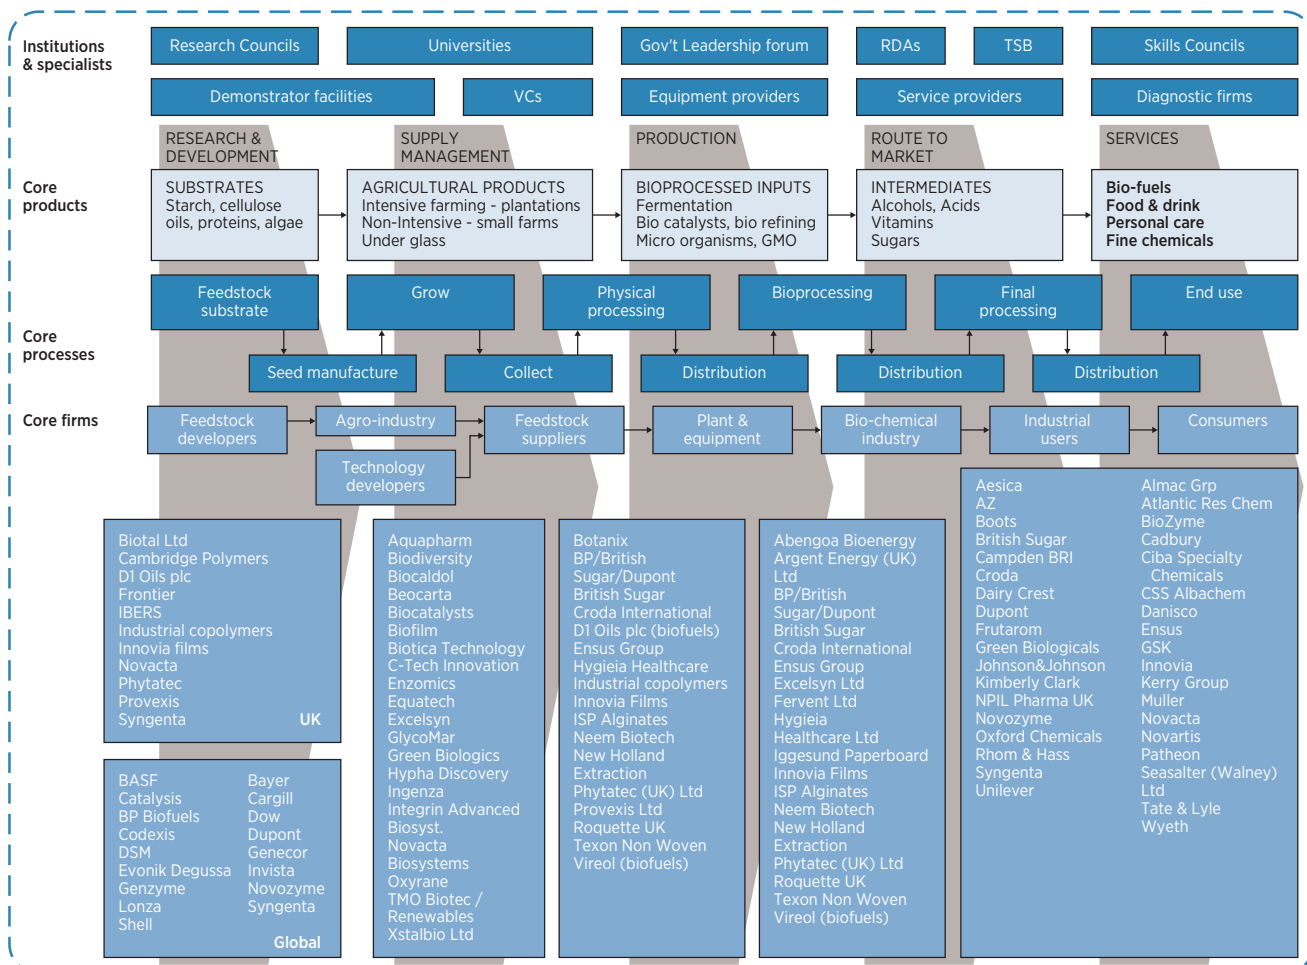 Institutions
& specialists
Research Councils
Universities
Gov't Leadership forum
RDAs
TSB
Skills Councils
Demonstrator facilities
VCs
Equipment providers
Service providers
Diagnostic firms
RESEARCH &
DEVELOPMENT
SUPPLY
MANAGEMENT
PRODUCTION
ROUTE TO
MARKET
SERVICES
Core
products
SUBSTRATES
Starch, cellulose
oils, proteins, algae
AGRICULTURAL PRODUCTS
Intensive farming - plantations
Non-Intensive - small farms
Under glass
BIOPROCESSED INPUTS
Fermentation
Bio catalysts, bio refining
Micro organisms, GMO
INTERMEDIATES
Alcohols, Acids
Vitamins
Sugars
Bio-fuels
Food & drink
Personal care
Fine chemicals
Core
processes
Feedstock
substrate
Grow
Physical
processing
Bioprocessing
Final
processing
End use
Seed manufacture
Collect
Distribution
Distribution
Distribution
Core firms
Feedstock
developers
Agro-industry
Technology
developers
Feedstock
suppliers
Plant &
equipment
Bio-chemical
industry
Industrial
users
Consumers
Biotal Ltd
Cambridge Polymers
D1 Oils plc
Frontier
IBERS
Industrial copolymers
Innovia films
Novacta
Phytatec
Provexis
Syngenta
UK
BASF
Catalysis
BP Biofuels
Codexis
DSM
Evonik Degussa
Genzyme
Lonza
Shell
Bayer
Cargill
Dow
Dupont
Genecor
Invista
Novozyme
Syngenta
Global
Aquapharm
Biodiversity
Biocaldol
Beocarta
Biocatalysts
Biofilm
Biotica Technology
C-Tech Innovation
Enzomics
Equatech
Excelsyn
GlycoMar
Green Biologics
Hypha Discovery
Ingenza
Integrin Advanced
Biosyst.
Novacta
Biosystems
Oxyrane
TMO Biotec /
Renewables
Xstalbio Ltd
Botanix
BP/British
Sugar/Dupont
British Sugar
Croda International
D1 Oils plc (biofuels)
Ensus Group
Hygieia Healthcare
Industrial copolymers
Innovia Films
ISP Alginates
Neem Biotech
New Holland
Extraction
Phytatec (UK) Ltd
Provexis Ltd
Roquette UK
Texon Non Woven
Vireol (biofuels)
Abengoa Bioenergy
Argent Energy (UK)
Ltd
BP/British
Sugar/Dupont
British Sugar
Croda International
Ensus Group
Excelsyn Ltd
Fervent Ltd
Hygieia
Healthcare Ltd
Iggesund Paperboard
Innovia Films
ISP Alginates
Neem Biotech
New Holland
Extraction
Phytatec (UK) Ltd
Roquette UK
Texon Non Woven
Vireol (biofuels)
Aesica
AZ
Boots
British Sugar
Campden BRI
Croda
Dairy Crest
Dupont
Frutarom
Green Biologicals
Johnson&Johnson
Kimberly Clark
NPIL Pharma UK
Novozyme
Oxford Chemicals
Rhom & Hass
Syngenta
Unilever
Almac Grp
Atlantic Res Chem
BioZyme
Cadbury
Ciba Specialty
Chemicals
CSS Albachem
Danisco
Ensus
GSK
Innovia
Kerry Group
Muller
Novacta
Novartis
Patheon
Seasalter (Walney)
Ltd
Tate & Lyle
Wyeth